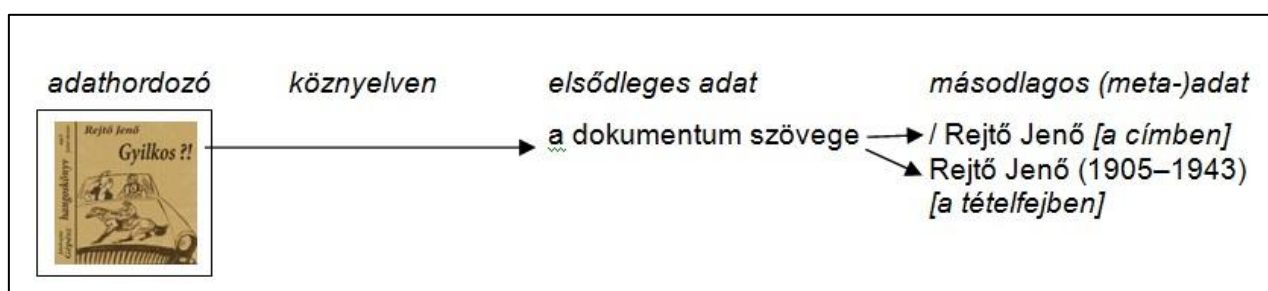 adathordozó köznyelven elsődleges adat másodlagos (meta-)adat
Rejtő Jenő
Gyilkos ?!
hangoskönyv
Gépész
a dokumentum szövege
/ Rejtő Jenő [a címben]
Rejtő Jenő (1905–1943)
[a tételfejben]